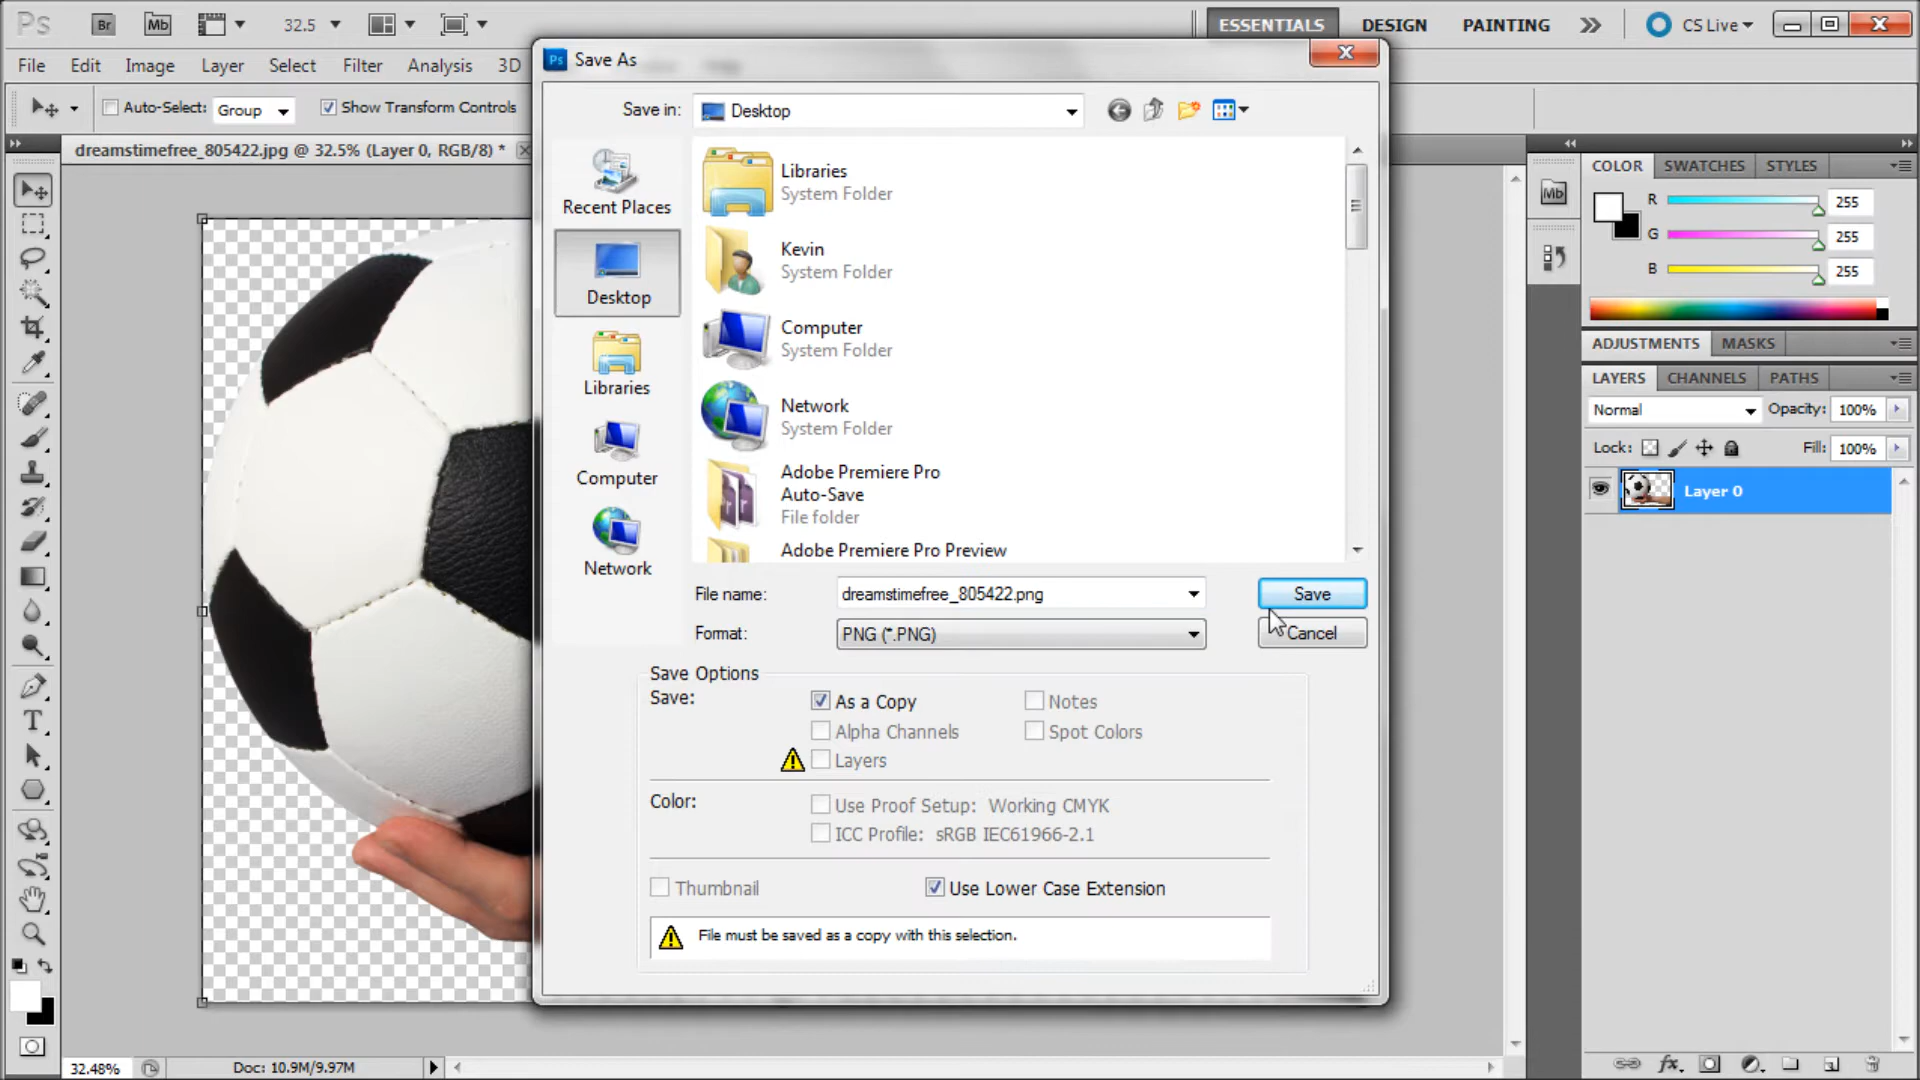 Ps Br Mb 32.5 ESSENTIALS DESIGN PAINTING CS Live
File Edit Image Layer Select Filter Analysis 3D
Auto-Select: Group Show Transform Controls
dreamstimefree_805422.jpg @ 32.5% (Layer 0, RGB/8) *
Ps Save As
Save in: Desktop
Recent Places
Desktop
Libraries
Computer
Network
Libraries
System Folder
Kevin
System Folder
Computer
System Folder
Network
System Folder
Adobe Premiere Pro
Auto-Save
File folder
Adobe Premiere Pro Preview
File name: dreamstimefree_805422.png Save
Format: PNG (*.PNG) Cancel
Save Options
Save: As a Copy Notes
Alpha Channels Spot Colors
Layers
Color: Use Proof Setup: Working CMYK
ICC Profile: sRGB IEC61966-2.1
Thumbnail Use Lower Case Extension
File must be saved as a copy with this selection.
Mb
COLOR SWATCHES STYLES
R 255
G 255
B 255
ADJUSTMENTS MASKS
LAYERS CHANNELS PATHS
Normal Opacity: 100%
Lock: Fill: 100%
Layer 0
T
32.48% Doc: 10.9M/9.97M
fx